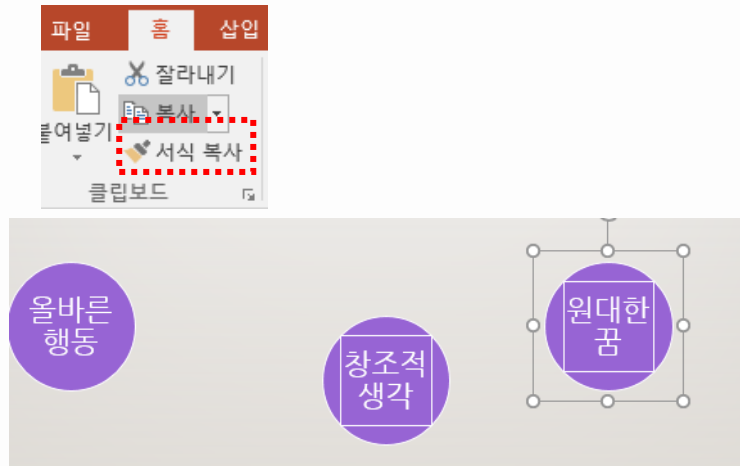 파일 홈 삽입
잘라내기
복사
붙여넣기
서식 복사
클립보드
올바른
행동
창조적
생각
원대한
꿈